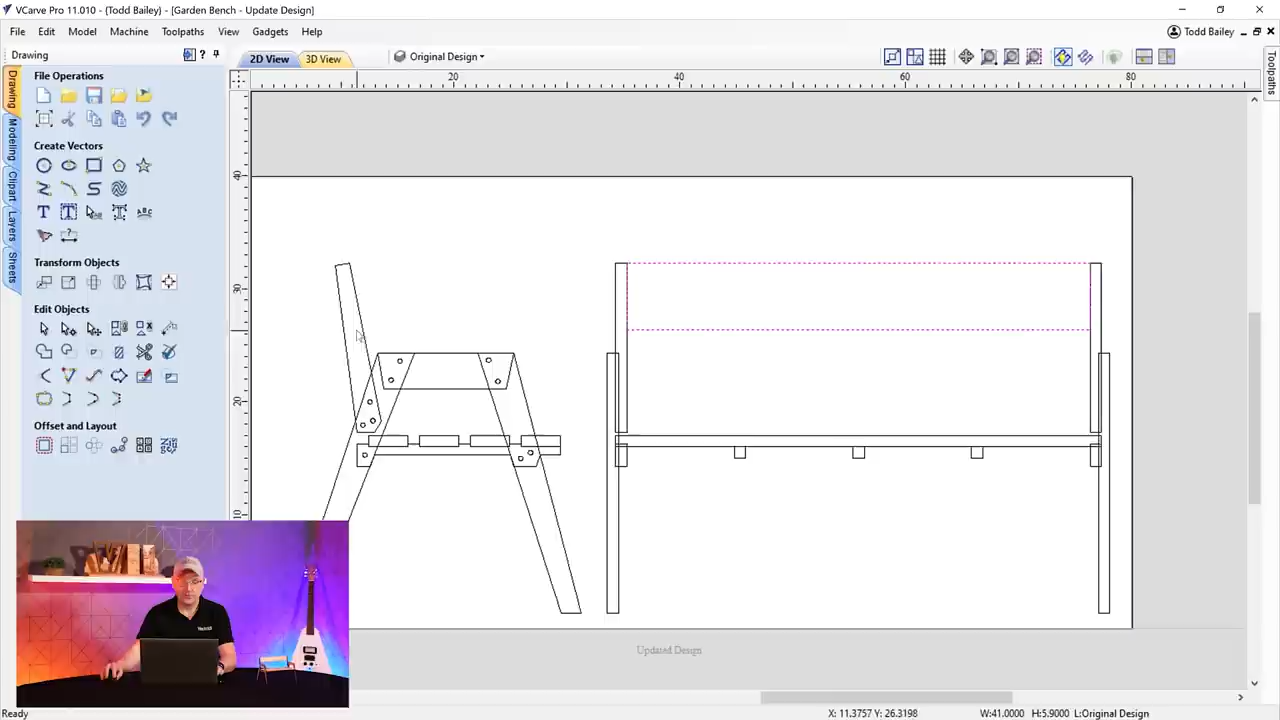 VCarve Pro 11.010 - {Todd Bailey} - [Garden Bench - Update Design]
File Edit Model Machine Toolpaths View Gadgets Help
Todd Bailey
Drawing
2D View 3D View
Original Design
20 40 60 80
File Operations
Create Vectors
Transform Objects
Edit Objects
Offset and Layout
Drawing
Modeling
Clipart
Layers
Sheets
Toolpaths
40
30
20
10
Updated Design
Ready
X: 11.3757 Y: 26.3198
W:41.0000 H:5.9000 L:Original Design